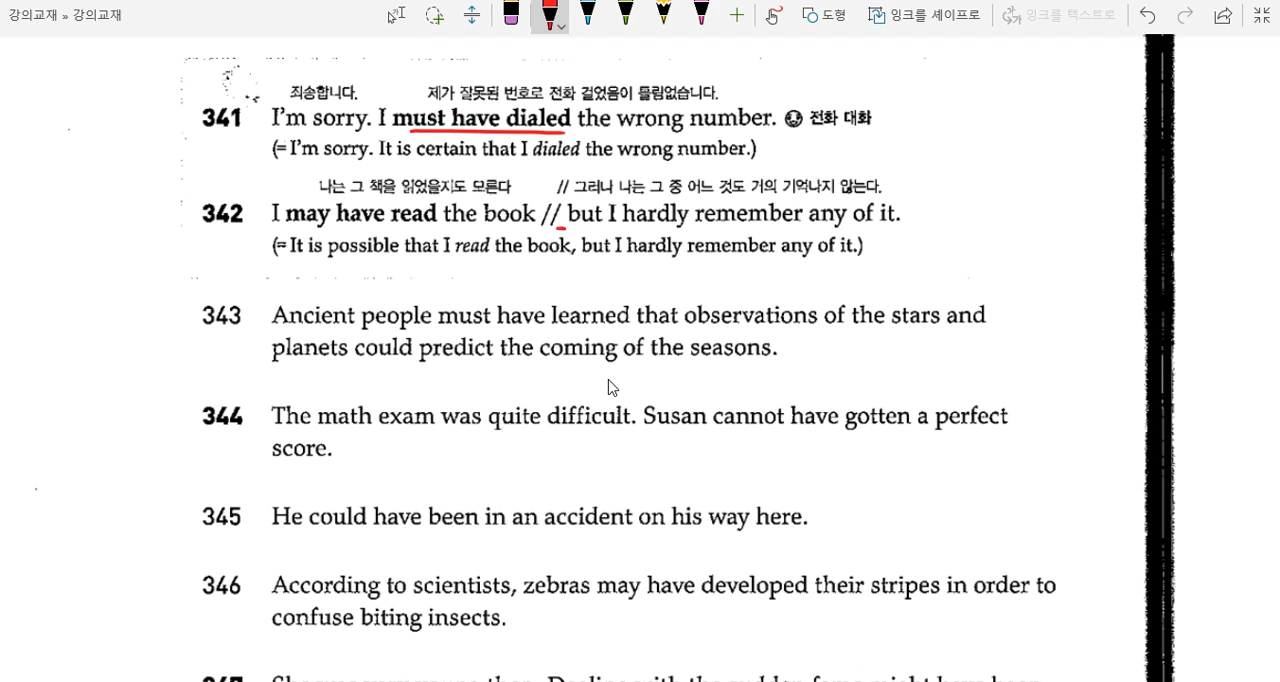 강의교재 » 강의교재
도형 잉크를 셰이프로 잉크를 텍스트로
죄송합니다. 제가 잘못된 번호로 전화 걸었음이 틀림없습니다.
341 I'm sorry. I must have dialed the wrong number. 전화 대화
(= I'm sorry. It is certain that I dialed the wrong number.)
나는 그 책을 읽었을지도 모른다 // 그러나 나는 그 중 어느 것도 거의 기억나지 않는다.
342 I may have read the book // but I hardly remember any of it.
(= It is possible that I read the book, but I hardly remember any of it.)
343 Ancient people must have learned that observations of the stars and
planets could predict the coming of the seasons.
344 The math exam was quite difficult. Susan cannot have gotten a perfect
score.
345 He could have been in an accident on his way here.
346 According to scientists, zebras may have developed their stripes in order to
confuse biting insects.